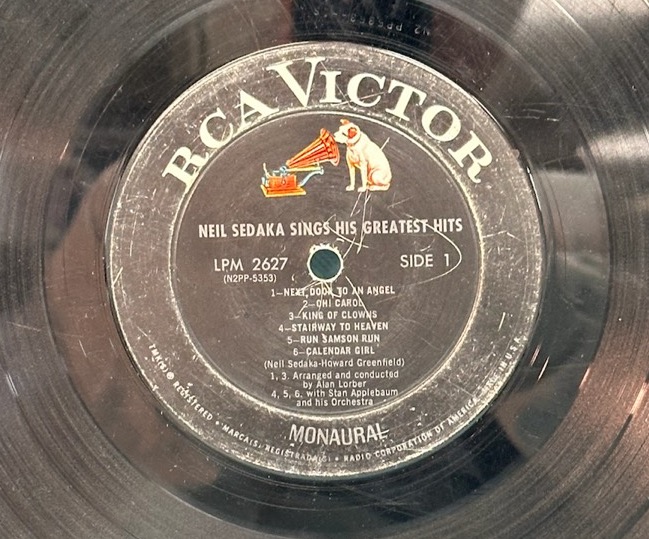 RCA VICTOR
NEIL SEDAKA SINGS HIS GREATEST HITS
LPM 2627
(N2PP-5353)
SIDE 1
1—NEXT DOOR TO AN ANGEL
2—OH! CAROL
3—KING OF CLOWNS
4—STAIRWAY TO HEAVEN
5—RUN SAMSON RUN
6—CALENDAR GIRL
(Neil Sedaka-Howard Greenfield)
1, 3. Arranged and conducted
by Alan Lorber
4, 5, 6. with Stan Applebaum
and his Orchestra
MONAURAL
TMK(S) ® REGISTERED • MARCA(S) REGISTRADA(S) • RADIO CORPORATION OF AMERICA U.S.A.